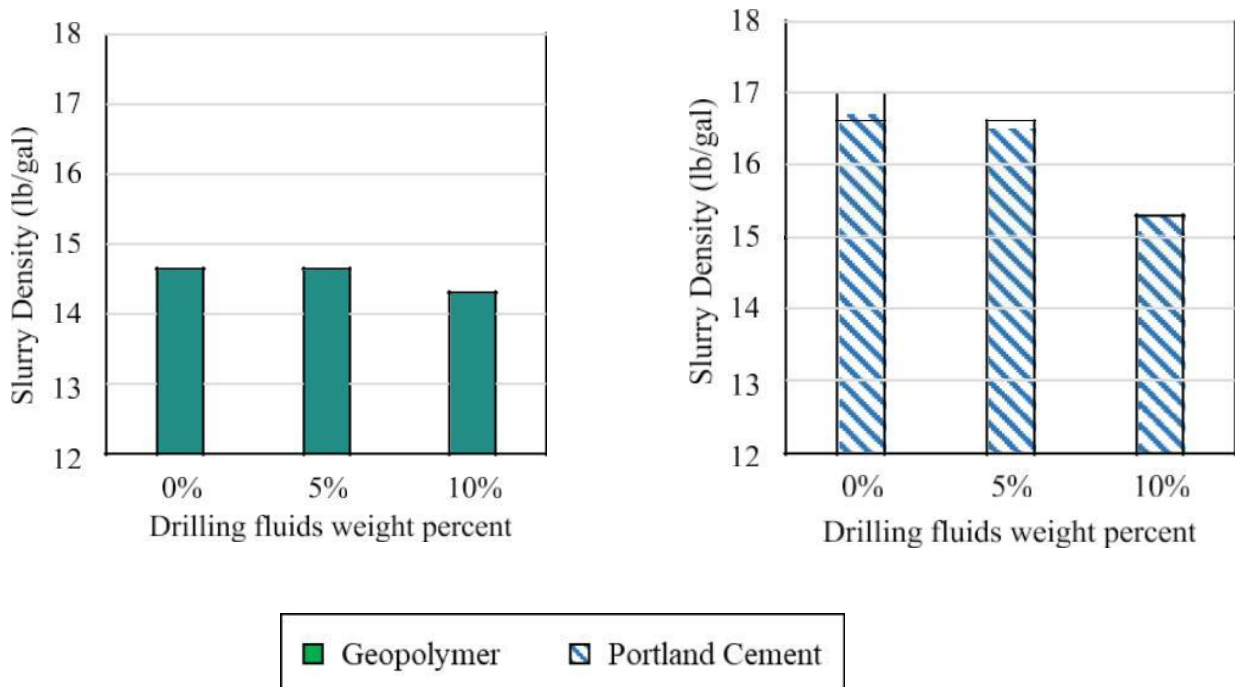 18
17
16
15
14
13
12
Slurry Density (lb/gal)
0% 5% 10%
Drilling fluids weight percent
18
17
16
15
14
13
12
Slurry Density (lb/gal)
0% 5% 10%
Drilling fluids weight percent
Geopolymer Portland Cement